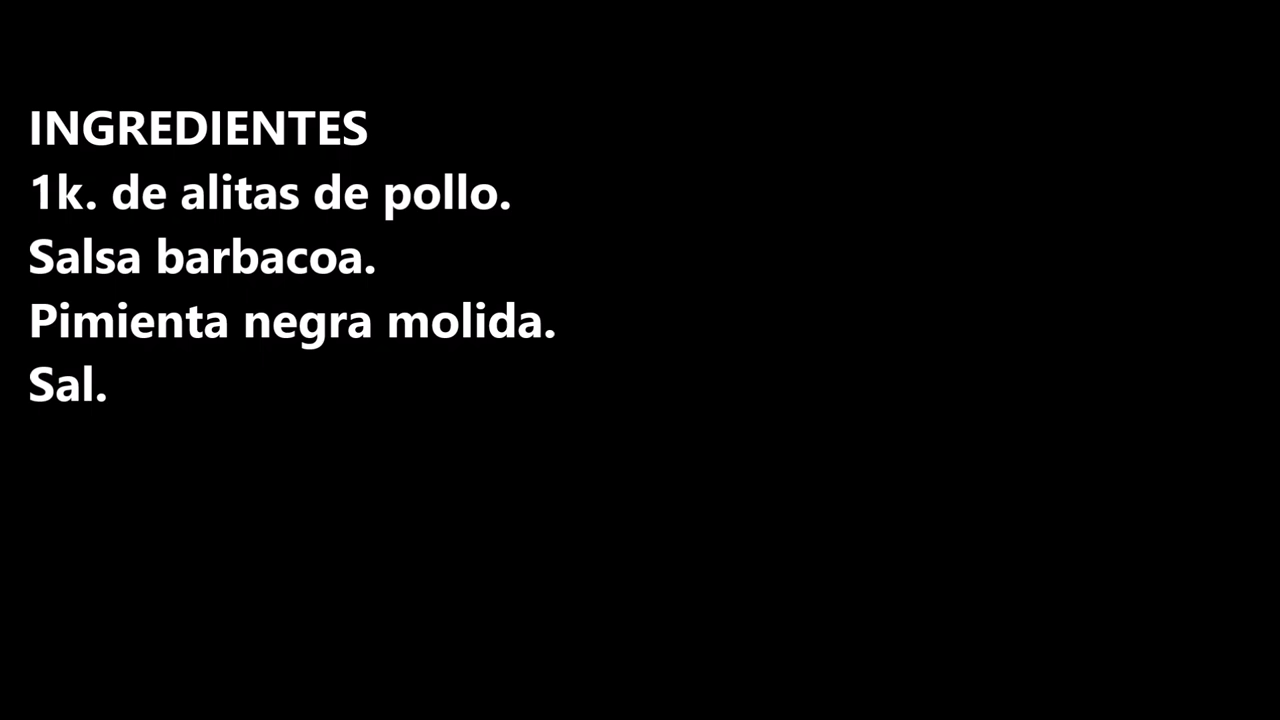 INGREDIENTES
1k. de alitas de pollo.
Salsa barbacoa.
Pimienta negra molida.
Sal.